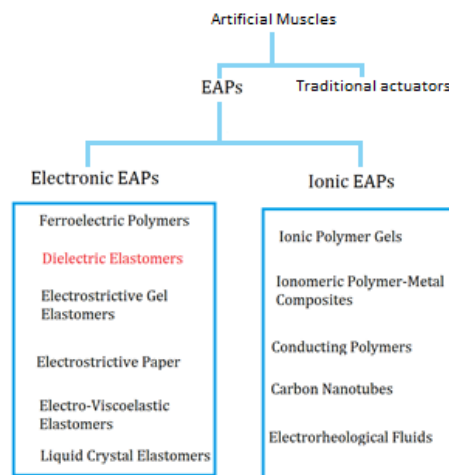 Artificial Muscles
EAPs
Traditional actuators
Electronic EAPs
Ionic EAPs
Ferroelectric Polymers
Dielectric Elastomers
Electrostrictive Gel
Elastomers
Electrostrictive Paper
Electro-Viscoelastic
Elastomers
Liquid Crystal Elastomers
Ionic Polymer Gels
Ionomeric Polymer-Metal
Composites
Conducting Polymers
Carbon Nanotubes
Electrorheological Fluids